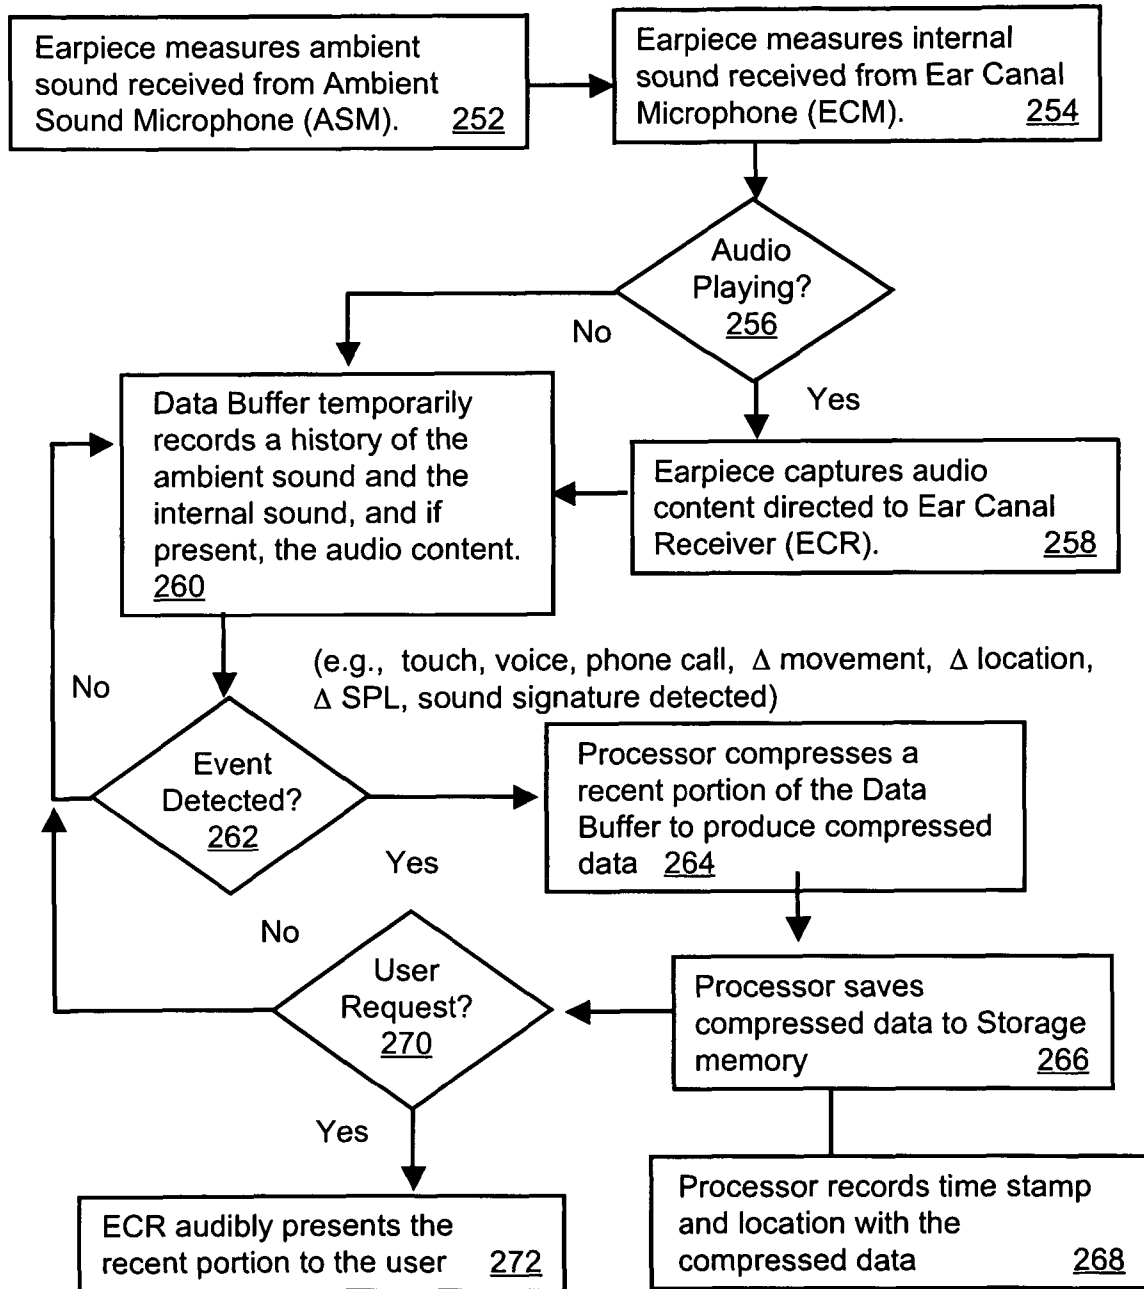 Earpiece measures ambient
sound received from Ambient
Sound Microphone (ASM). 252
Earpiece measures internal
sound received from Ear Canal
Microphone (ECM). 254
Audio
Playing?
256
No
Yes
Data Buffer temporarily
records a history of the
ambient sound and the
internal sound, and if
present, the audio content.
260
Earpiece captures audio
content directed to Ear Canal
Receiver (ECR). 258
(e.g., touch, voice, phone call, Δ movement, Δ location,
Δ SPL, sound signature detected)
No
Event
Detected?
262
Yes
Processor compresses a
recent portion of the Data
Buffer to produce compressed
data 264
No
User
Request?
270
Yes
Processor saves
compressed data to Storage
memory 266
ECR audibly presents the
recent portion to the user 272
Processor records time stamp
and location with the
compressed data 268